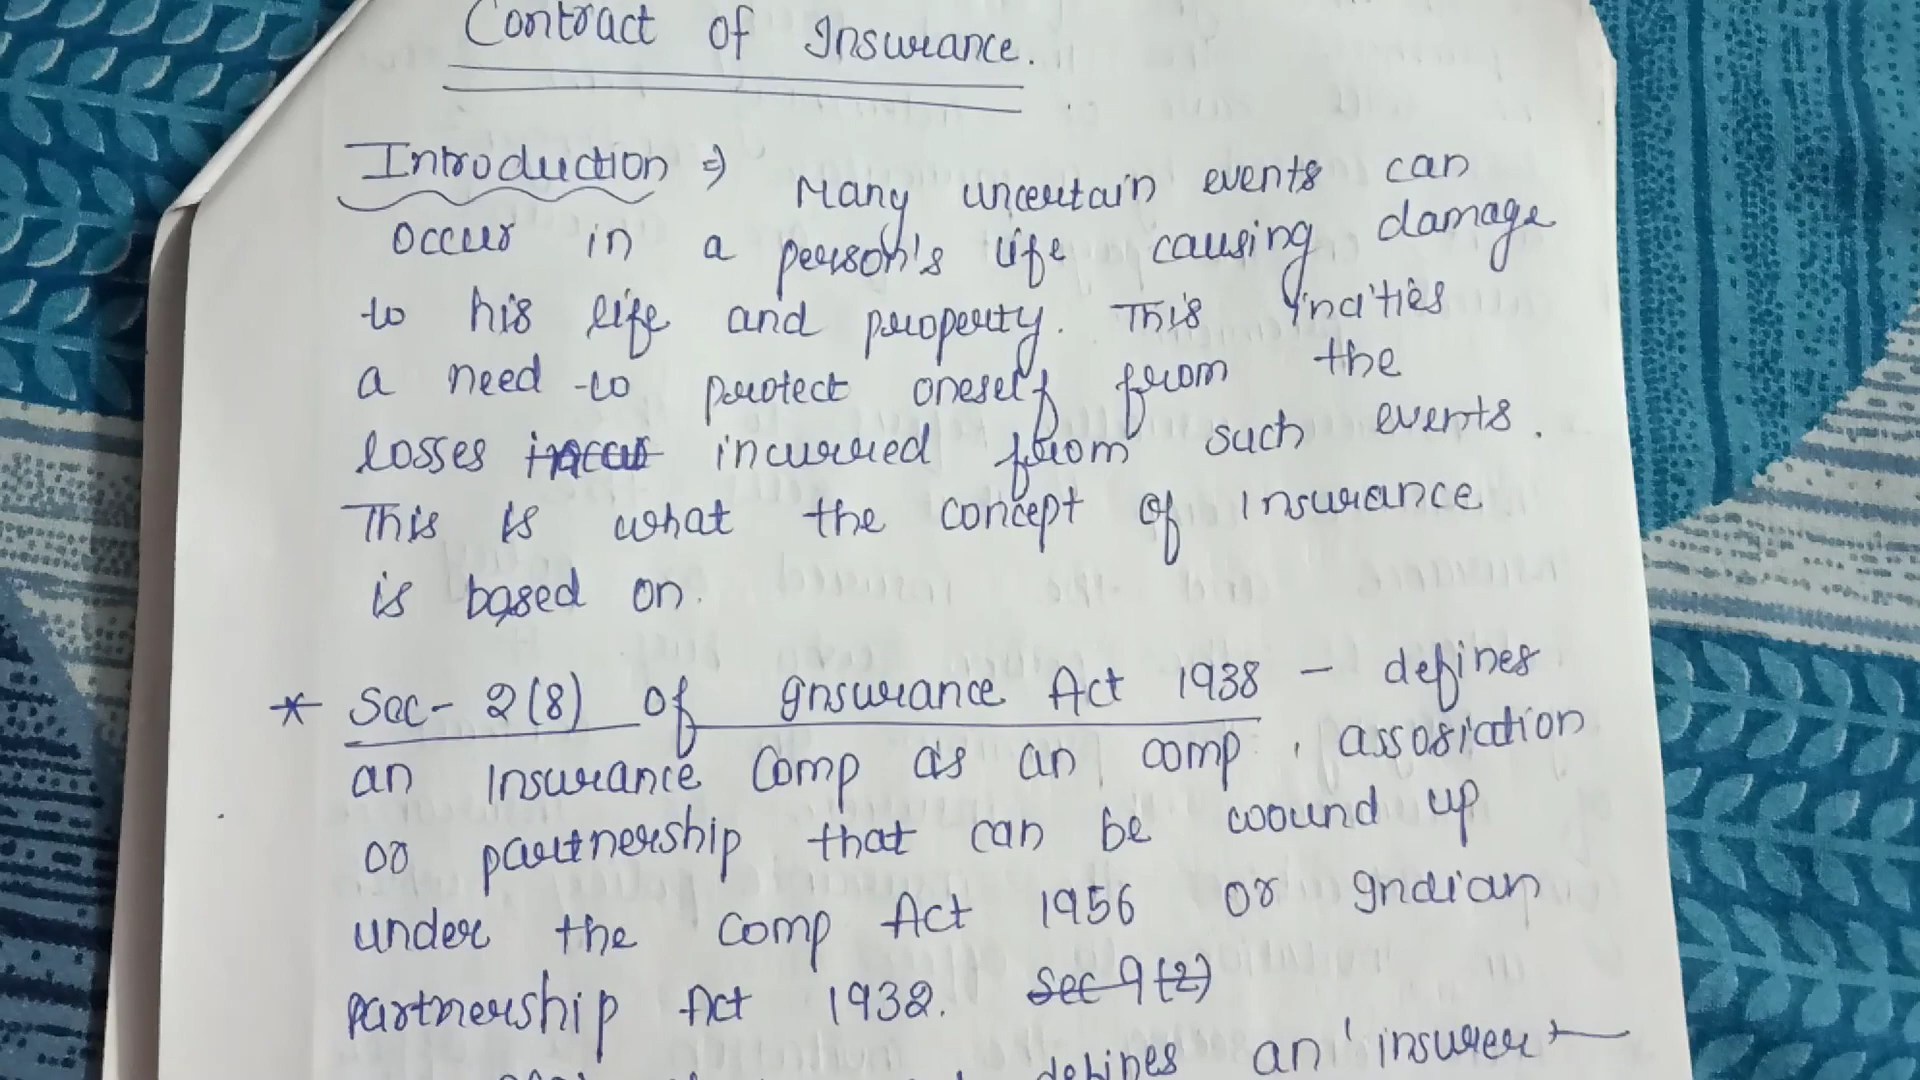 Contract of Insurance.
Introduction ⇒ Many uncertain events can
occur in a person's life causing damage
to his life and property. This incities
a need to protect oneself from the
losses incurred from such events.
This is what the concept of Insurance
is based on.
* Sec- 2(8) of Insurance Act 1938 - defines
an Insurance Comp as an comp, assosiation
or partnership that can be wound up
under the Comp Act 1956 or Indian
Partnership Act 1932. Sec 9(2)
defines an 'insurer'